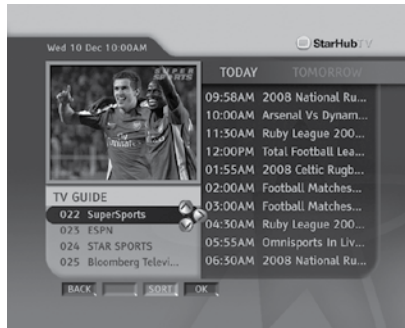 Wed 10 Dec 10:00AM
StarHub TV
SUPER
SPORTS
TODAY TOMORROW
09:58AM 2008 National Ru...
10:00AM Arsenal Vs Dynam...
11:30AM Ruby League 200...
12:00PM Total Football Lea...
01:55AM 2008 Celtic Rugb...
02:00AM Football Matches...
03:00AM Football Matches...
04:30AM Ruby League 200...
05:55AM Omnisports In Liv...
06:30AM 2008 National Ru...
TV GUIDE
022 SuperSports
023 ESPN
024 STAR SPORTS
025 Bloomberg Televi...
BACK SORT OK